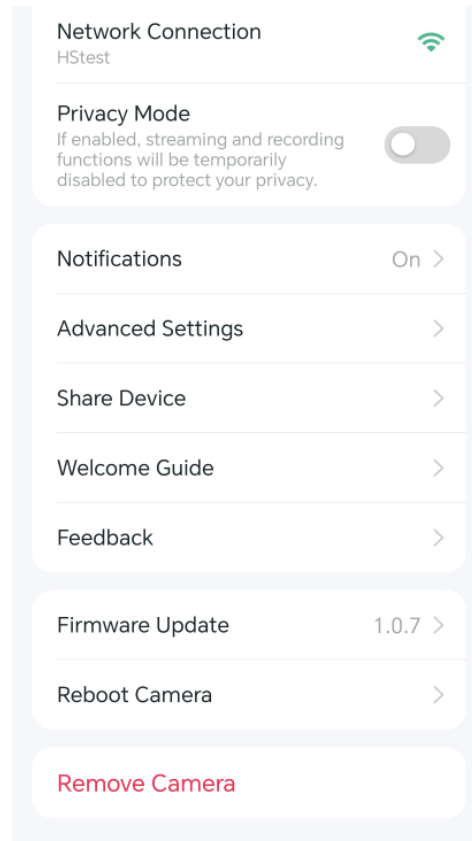 Network Connection
HStest
Privacy Mode
If enabled, streaming and recording
functions will be temporarily
disabled to protect your privacy.
Notifications On
Advanced Settings
Share Device
Welcome Guide
Feedback
Firmware Update 1.0.7
Reboot Camera
Remove Camera